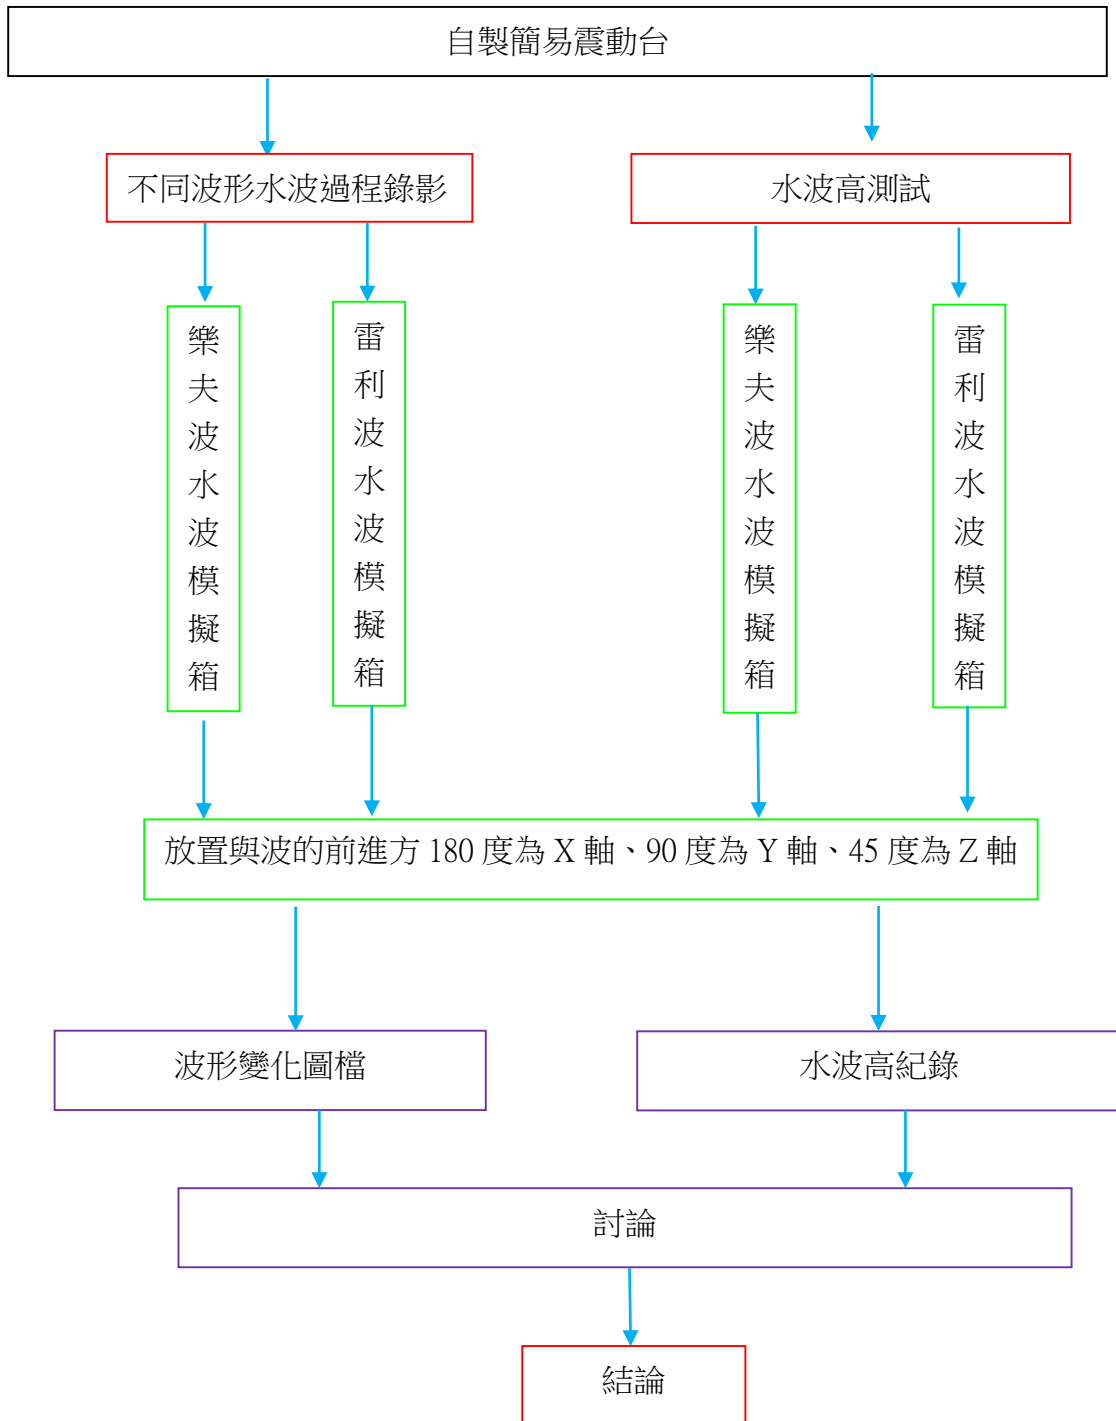 自製簡易震動台
不同波形水波過程錄影
水波高測試
樂夫波水波模擬箱
雷利波水波模擬箱
樂夫波水波模擬箱
雷利波水波模擬箱
放置與波的前進方 180 度為 X 軸、90 度為 Y 軸、45 度為 Z 軸
波形變化圖檔
水波高紀錄
討論
結論